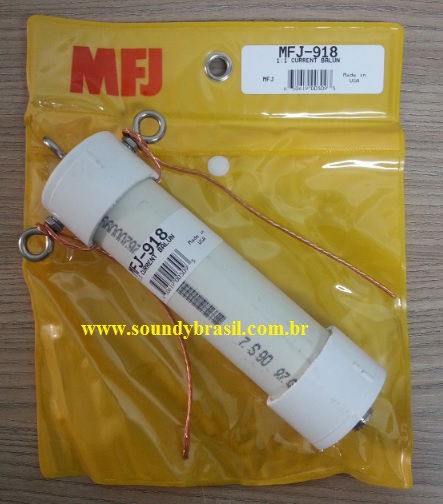 MFJ
MFJ-918
1:1 CURRENT BALUN
MFJ
Made in
USA
MFJ-918
CURRENT BALUN
Made in
USA
www.soundybrasil.com.br